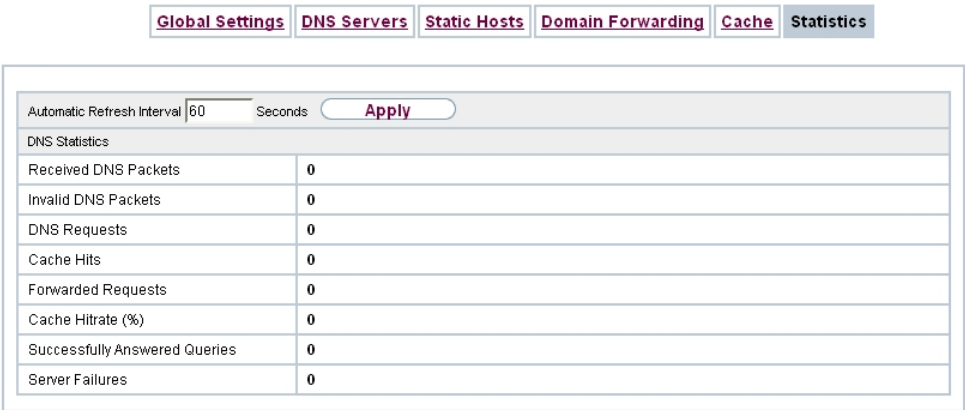 Global Settings DNS Servers Static Hosts Domain Forwarding Cache Statistics
Automatic Refresh Interval 60 Seconds Apply
DNS Statistics
Received DNS Packets 0
Invalid DNS Packets 0
DNS Requests 0
Cache Hits 0
Forwarded Requests 0
Cache Hitrate (%) 0
Successfully Answered Queries 0
Server Failures 0